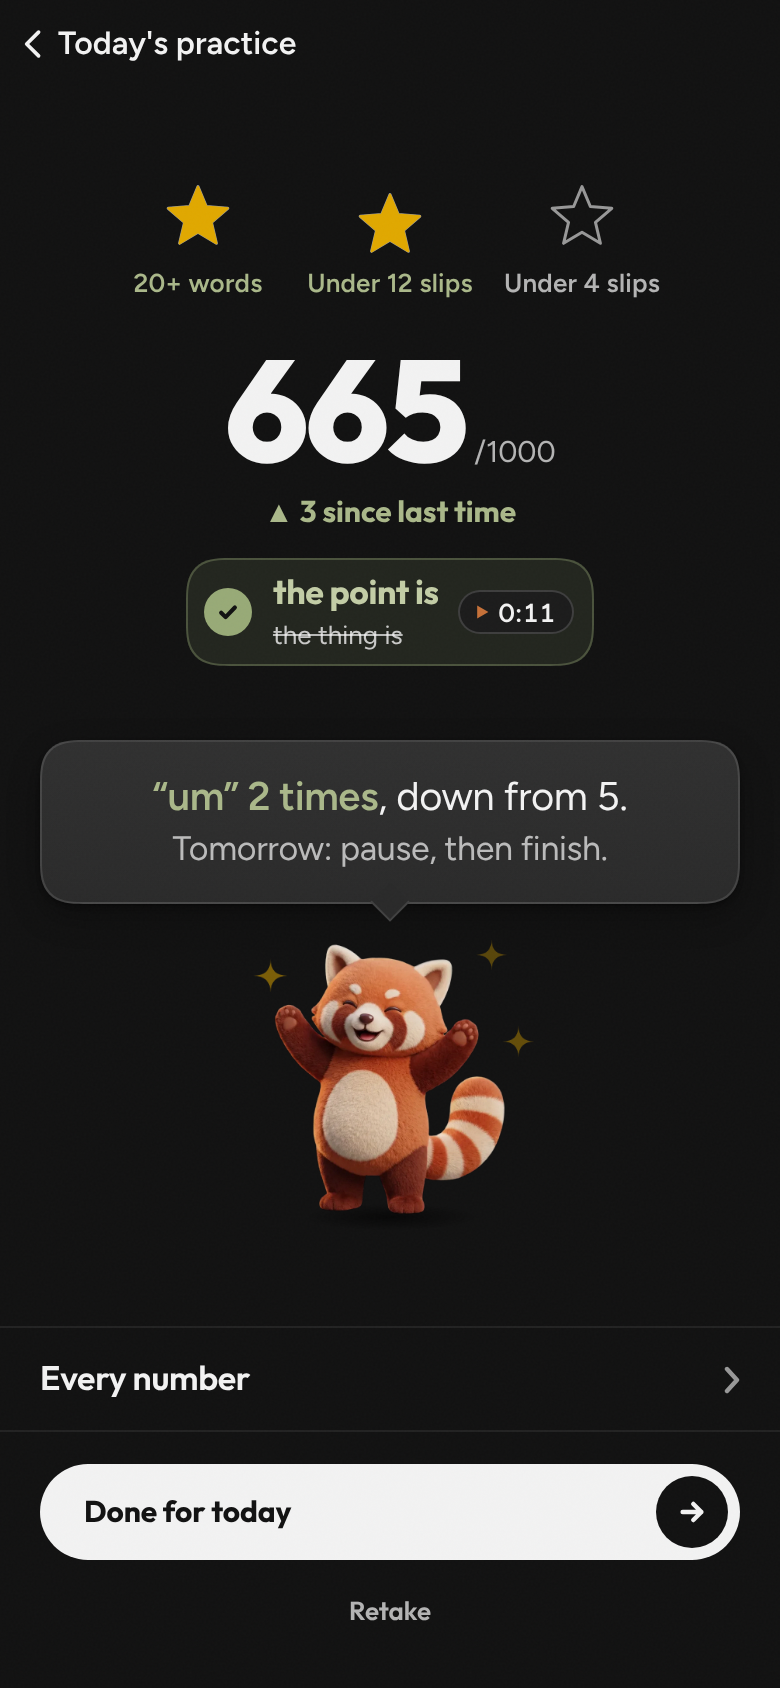 Today's practice
20+ words
Under 12 slips
Under 4 slips
665/1000
▲ 3 since last time
the point is
the thing is
0:11
“um” 2 times, down from 5.
Tomorrow: pause, then finish.
Every number
Done for today
Retake